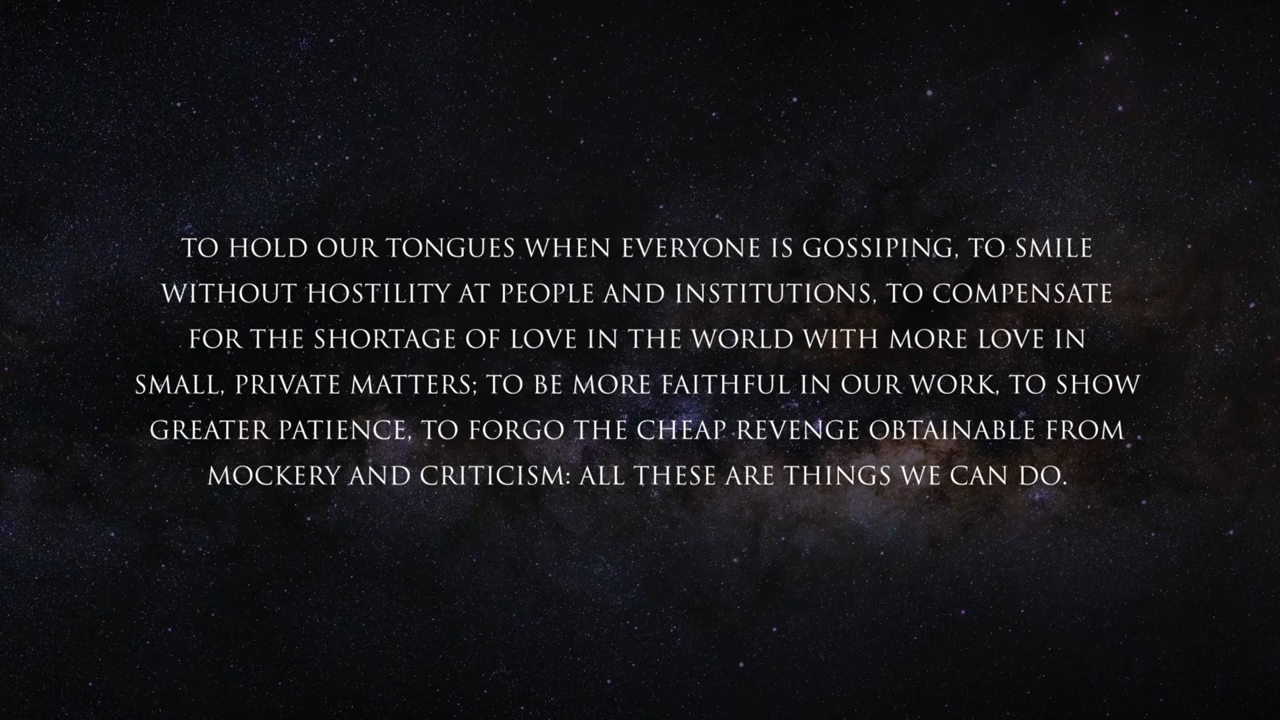 TO HOLD OUR TONGUES WHEN EVERYONE IS GOSSIPING, TO SMILE
WITHOUT HOSTILITY AT PEOPLE AND INSTITUTIONS, TO COMPENSATE
FOR THE SHORTAGE OF LOVE IN THE WORLD WITH MORE LOVE IN
SMALL, PRIVATE MATTERS; TO BE MORE FAITHFUL IN OUR WORK, TO SHOW
GREATER PATIENCE, TO FORGO THE CHEAP REVENGE OBTAINABLE FROM
MOCKERY AND CRITICISM: ALL THESE ARE THINGS WE CAN DO.